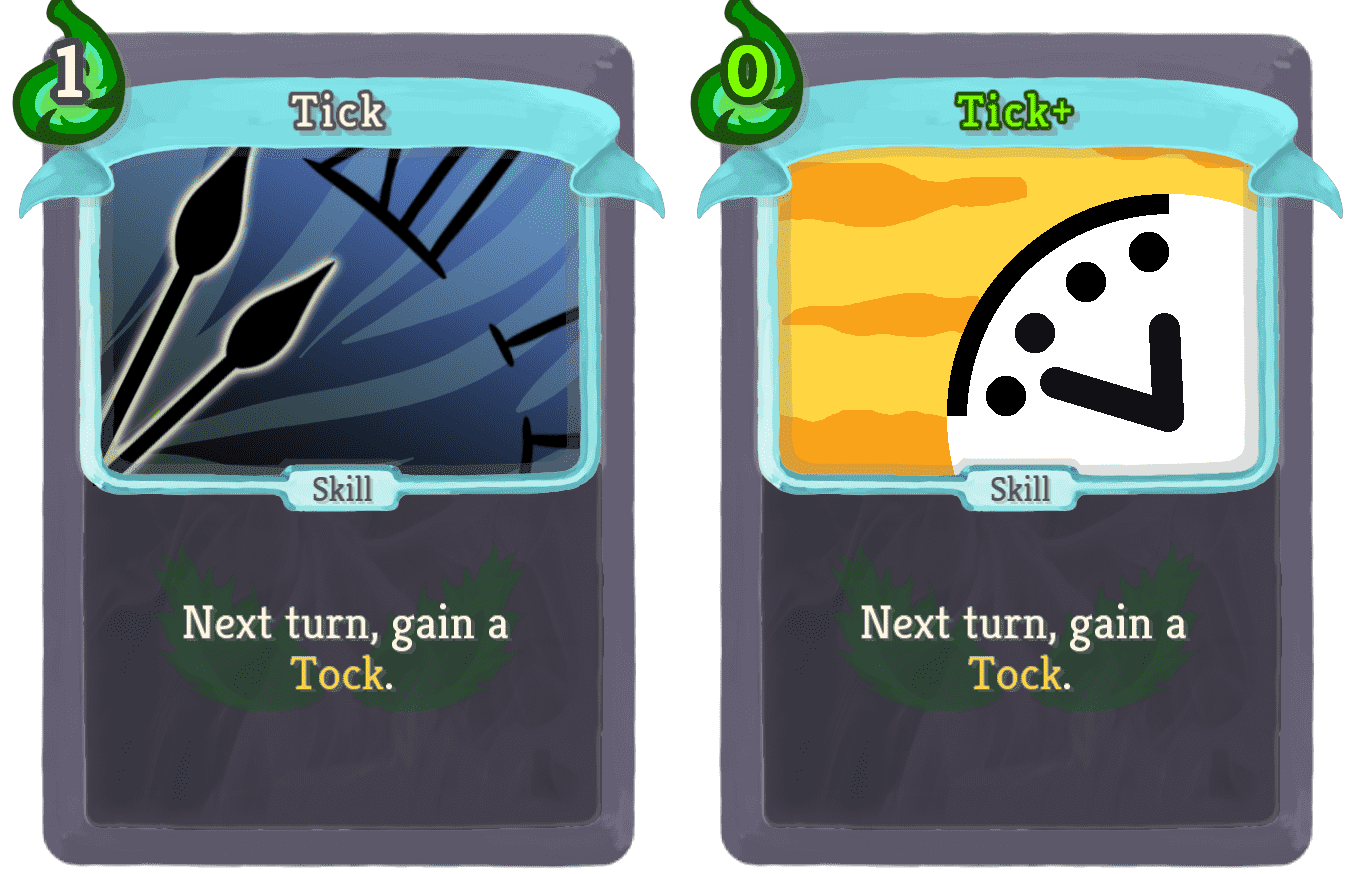 1
Tick
Skill
Next turn, gain a
Tock.
0
Tick+
Skill
Next turn, gain a
Tock.